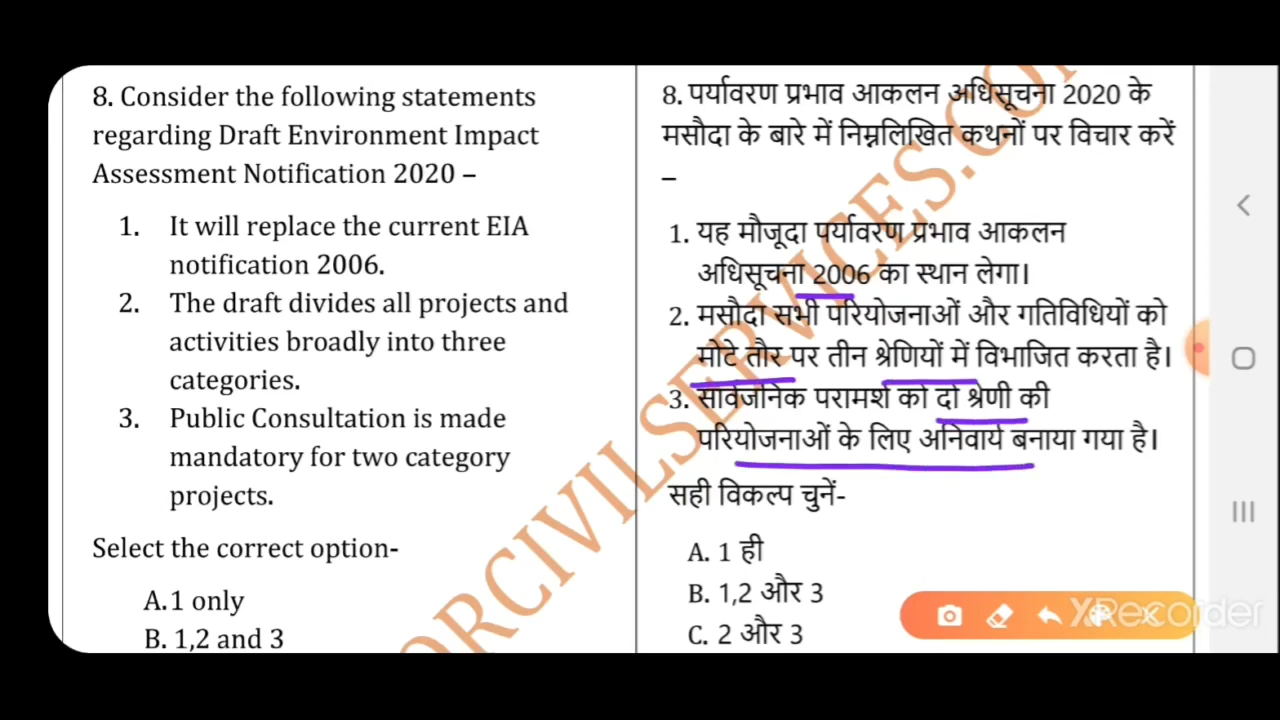 8. Consider the following statements
regarding Draft Environment Impact
Assessment Notification 2020 –
1. It will replace the current EIA
notification 2006.
2. The draft divides all projects and
activities broadly into three
categories.
3. Public Consultation is made
mandatory for two category
projects.
Select the correct option-
A.1 only
B. 1,2 and 3
8. पर्यावरण प्रभाव आकलन अधिसूचना 2020 के
मसौदा के बारे में निम्नलिखित कथनों पर विचार करें
–
1. यह मौजूदा पर्यावरण प्रभाव आकलन
अधिसूचना 2006 का स्थान लेगा।
2. मसौदा सभी परियोजनाओं और गतिविधियों को
मोटे तौर पर तीन श्रेणियों में विभाजित करता है।
3. सार्वजनिक परामर्श को दो श्रेणी की
परियोजनाओं के लिए अनिवार्य बनाया गया है।
सही विकल्प चुनें-
A. 1 ही
B. 1,2 और 3
C. 2 और 3
ORCIVILSERVICES.COM
XRecorder